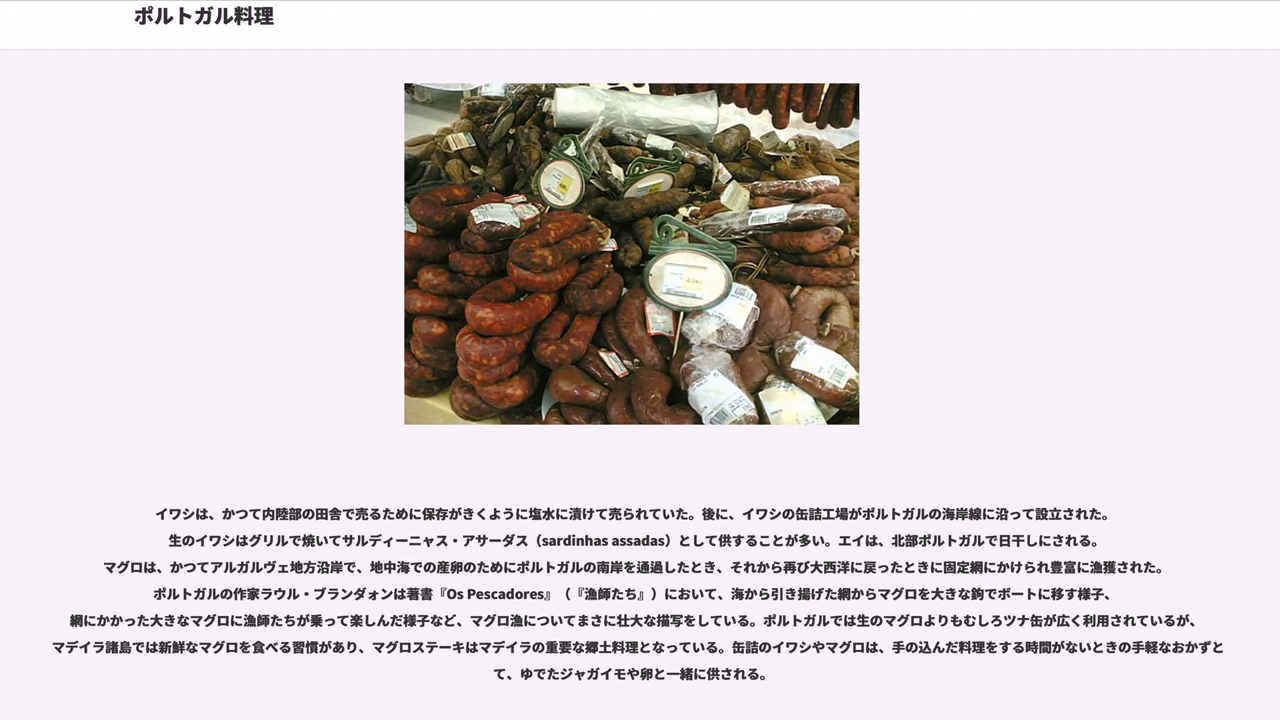 ポルトガル料理
イワシは、かつて内陸部の田舎で売るために保存がきくように塩水に漬けて売られていた。後に、イワシの缶詰工場がポルトガルの海岸線に沿って設立された。
生のイワシはグリルで焼いてサルディーニャス・アサーダス（sardinhas assadas）として供することが多い。エイは、北部ポルトガルで日干しにされる。
マグロは、かつてアルガルヴェ地方沿岸で、地中海での産卵のためにポルトガルの南岸を通過したとき、それから再び大西洋に戻ったときに固定網にかけられ豊富に漁獲された。
ポルトガルの作家ラウル・ブランダォンは著書『Os Pescadores』（『漁師たち』）において、海から引き揚げた網からマグロを大きな鉤でボートに移す様子、
網にかかった大きなマグロに漁師たちが乗って楽しんだ様子など、マグロ漁についてまさに壮大な描写をしている。ポルトガルでは生のマグロよりもむしろツナ缶が広く利用されているが、
マデイラ諸島では新鮮なマグロを食べる習慣があり、マグロステーキはマデイラの重要な郷土料理となっている。缶詰のイワシやマグロは、手の込んだ料理をする時間がないときの手軽なおかずと
て、ゆでたジャガイモや卵と一緒に供される。